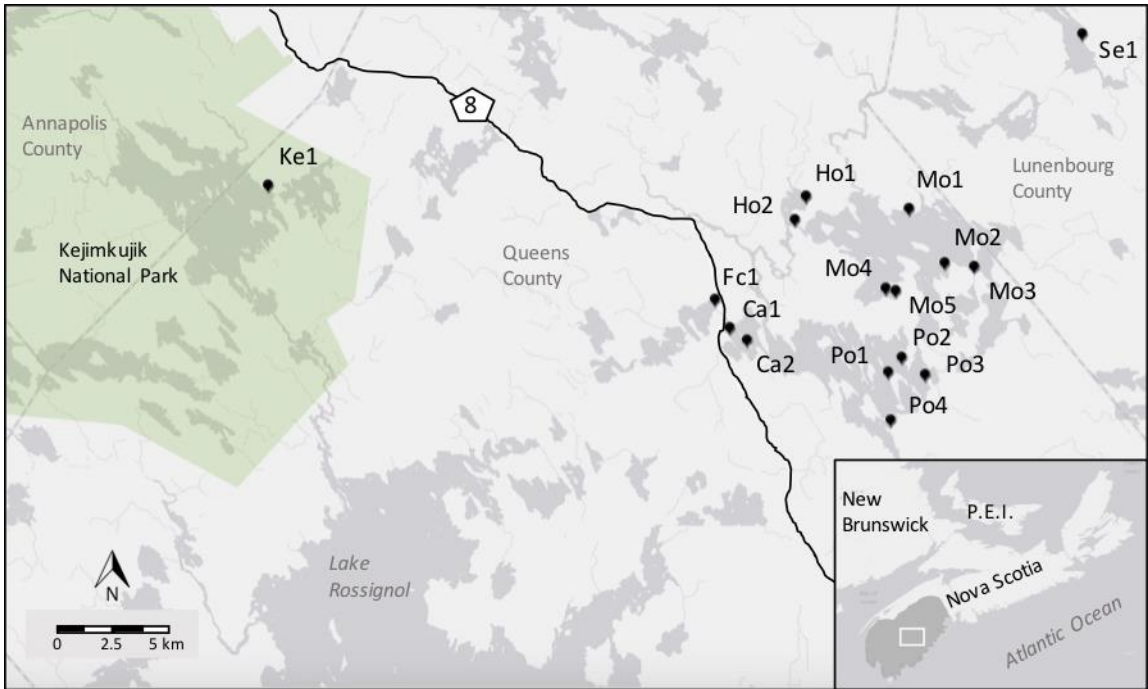 Se1
8
Annapolis
County
Ke1
Lunenbourg
County
Ho1
Mo1
Ho2
Kejimkujik
National Park
Queens
County
Mo2
Mo4
Mo3
Fc1
Mo5
Ca1
Po2
Ca2
Po1
Po3
Po4
New
Brunswick
P.E.I.
Nova Scotia
Lake
Rossignol
N
Atlantic Ocean
0 2.5 5 km